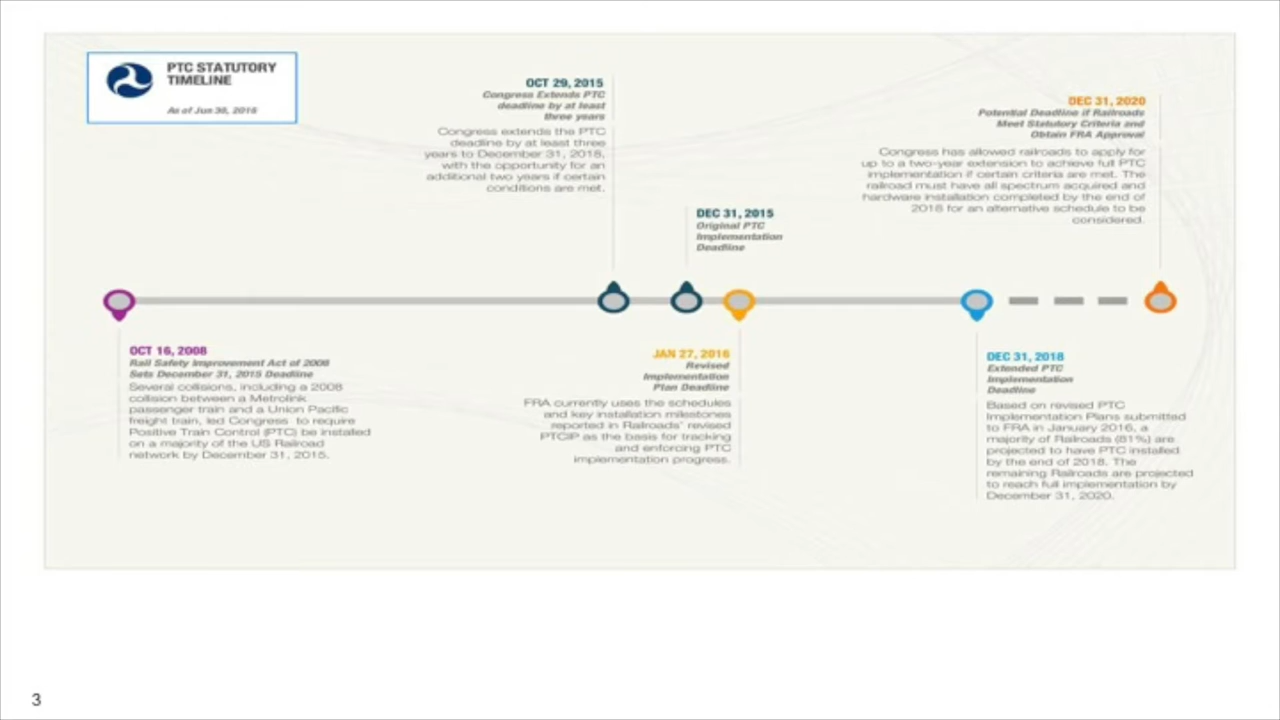 PTC STATUTORY
TIMELINE
As of Jun 30, 2016
OCT 29, 2015
Congress Extends PTC
deadline by at least
three years
Congress extends the PTC
deadline by at least three
years to December 31, 2018,
with the opportunity for an
additional two years if certain
conditions are met.
DEC 31, 2015
Original PTC
Implementation
Deadline
DEC 31, 2020
Potential Deadline if Railroads
Meet Statutory Criteria and
Obtain FRA Approval
Congress has allowed railroads to apply for
up to a two-year extension to achieve full PTC
implementation if certain criteria are met. The
railroad must have all spectrum acquired and
hardware installation completed by the end of
2018 for an alternative schedule to be
considered.
OCT 16, 2008
Rail Safety Improvement Act of 2008
Sets December 31, 2015 Deadline
Several collisions, including a 2008
collision between a Metrolink
passenger train and a Union Pacific
freight train, led Congress to require
Positive Train Control (PTC) be installed
on a majority of the US Railroad
network by December 31, 2015.
JAN 27, 2016
Revised
Implementation
Plan Deadline
FRA currently uses the schedules
and key installation milestones
reported in Railroads' revised
PTCIP as the basis for tracking
and enforcing PTC
implementation progress.
DEC 31, 2018
Extended PTC
Implementation
Deadline
Based on revised PTC
Implementation Plans submitted
to FRA in January 2016, a
majority of Railroads (81%) are
projected to have PTC installed
by the end of 2018. The
remaining Railroads are projected
to reach full implementation by
December 31, 2020.
3